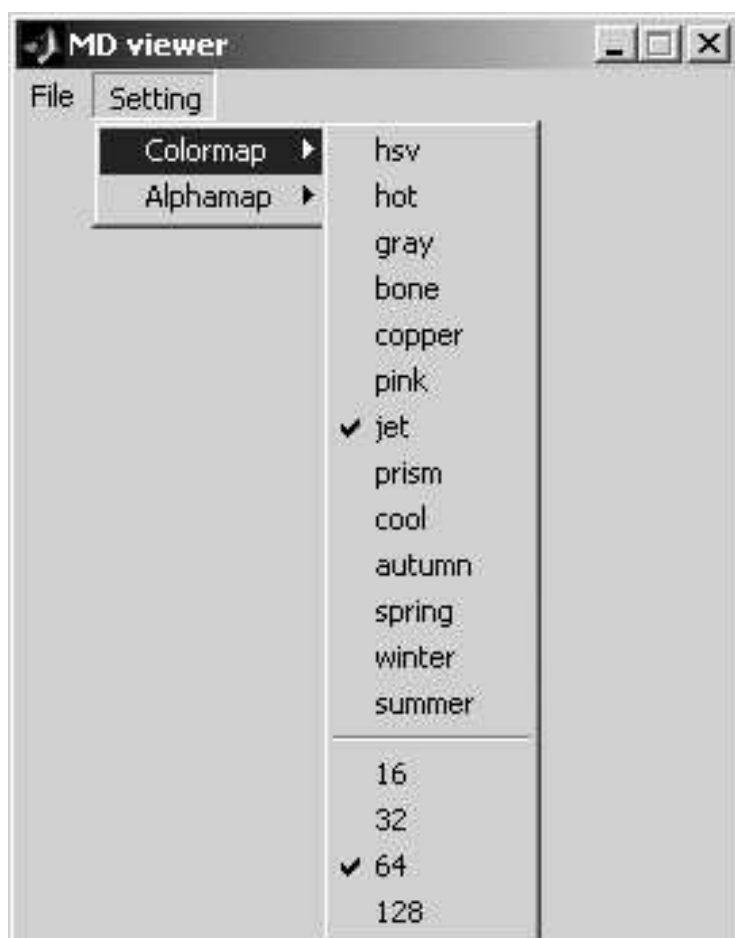 MD viewer
File Setting
Colormap
Alphamap
hsv
hot
gray
bone
copper
pink
jet
prism
cool
autumn
spring
winter
summer
16
32
64
128